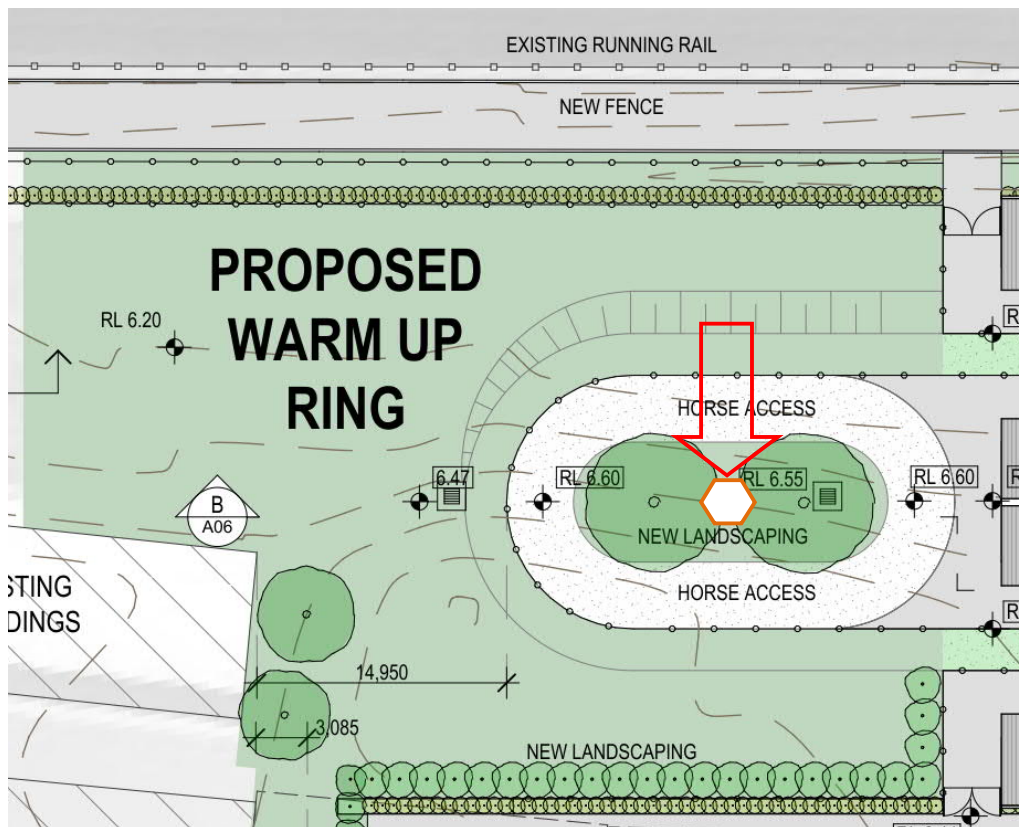 EXISTING RUNNING RAIL
NEW FENCE
PROPOSED
WARM UP
RING
RL 6.20
HORSE ACCESS
6.47
RL 6.60
RL 6.55
RL 6.60
R
R
R
B
A06
NEW LANDSCAPING
STING
DINGS
HORSE ACCESS
14,950
3,085
NEW LANDSCAPING